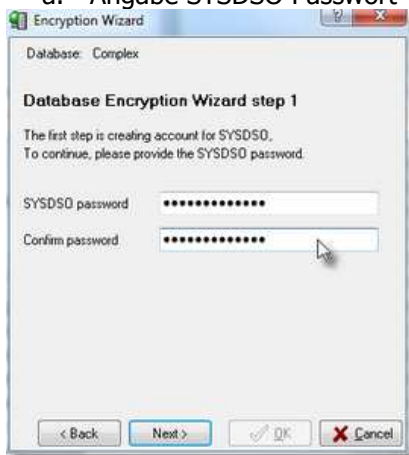 a. Angabe SYSDSO Passwort
Encryption Wizard
Database: Complex
Database Encryption Wizard step 1
The first step is creating account for SYSDSO,
To continue, please provide the SYSDSO password.
SYSDSO password •••••••••••••
Confirm password •••••••••••••
< Back Next > OK Cancel